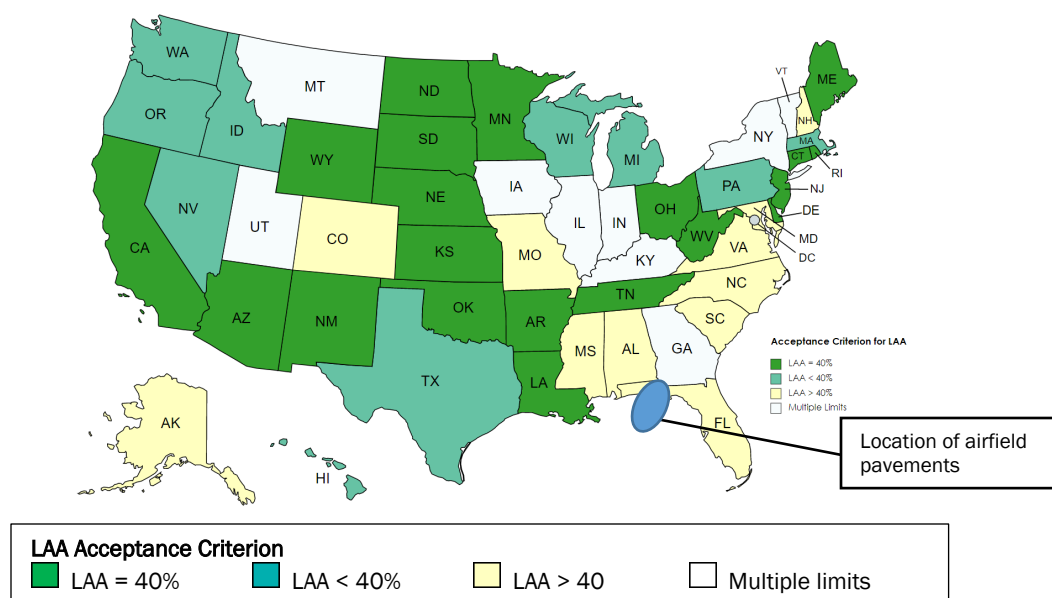 WA
MT
ND
MN
VT
ME
OR
ID
SD
WI
MI
NY
NH
MA
CT
RI
WY
NE
IA
PA
NJ
NV
UT
CO
KS
MO
IL
IN
OH
WV
DE
MD
DC
CA
KY
VA
AZ
NM
OK
AR
TN
NC
SC
TX
LA
MS
AL
GA
FL
AK
HI
Acceptance Criterion for LAA
LAA = 40%
LAA < 40%
LAA > 40%
Multiple Limits
Location of airfield
pavements
LAA Acceptance Criterion
LAA = 40%
LAA < 40%
LAA > 40
Multiple limits